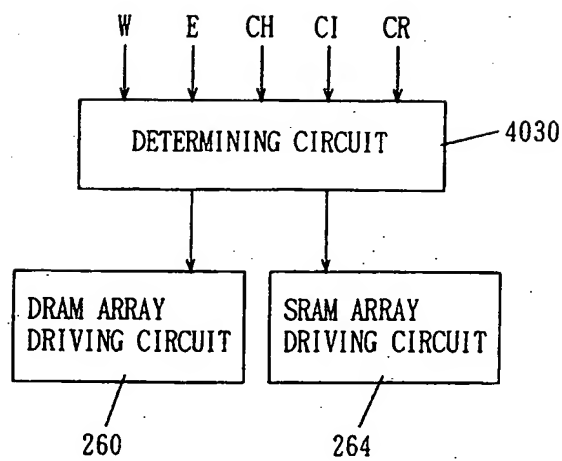 W E CH CI CR
DETERMINING CIRCUIT
4030
DRAM ARRAY
DRIVING CIRCUIT
SRAM ARRAY
DRIVING CIRCUIT
260
264